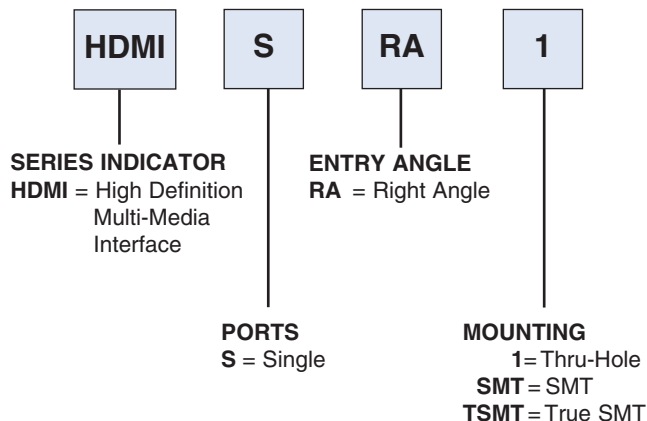 HDMI S RA 1
SERIES INDICATOR
HDMI = High Definition
Multi-Media
Interface
ENTRY ANGLE
RA = Right Angle
PORTS
S = Single
MOUNTING
1=Thru-Hole
SMT=SMT
TSMT=True SMT